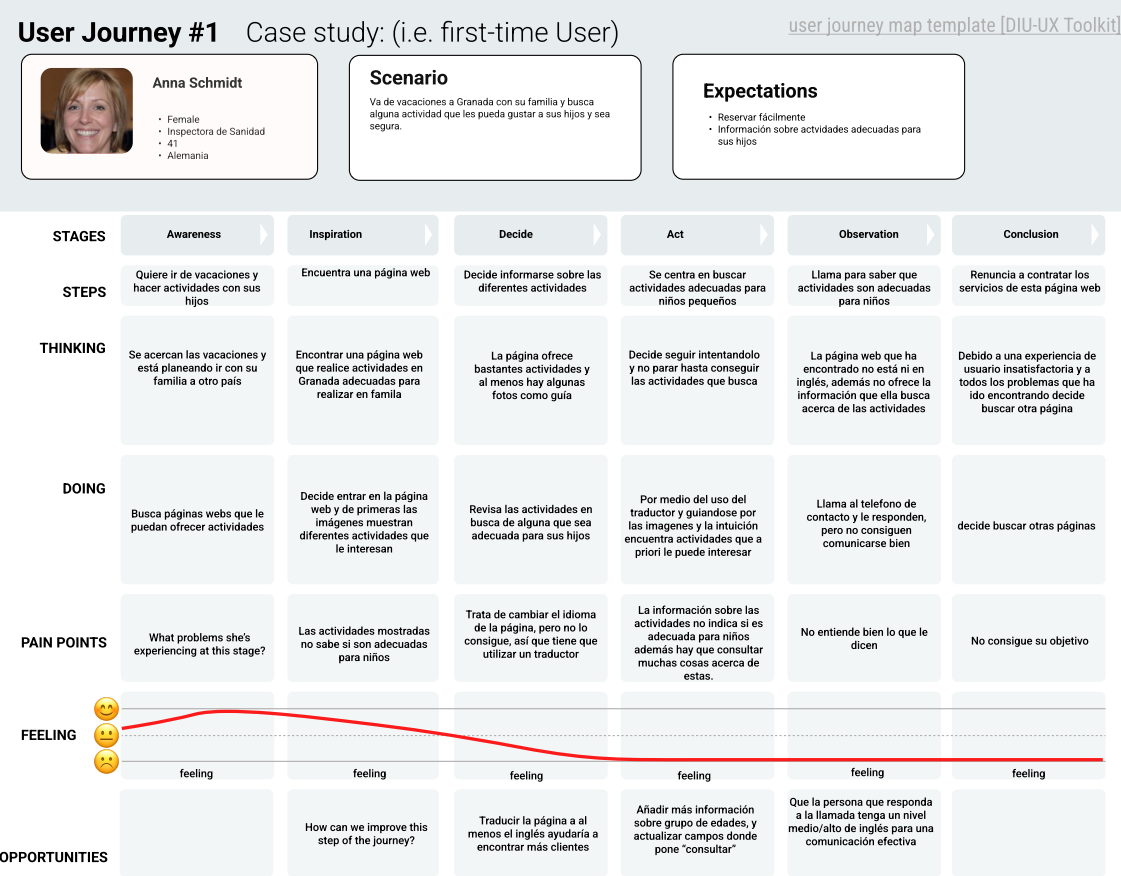 User Journey #1 Case study: (i.e. first-time User)
user journey map template [DIU-UX Toolkit]
Anna Schmidt
• Female
• Inspectora de Sanidad
• 41
• Alemania
Scenario
Va de vacaciones a Granada con su familia y busca
alguna actividad que les pueda gustar a sus hijos y sea
segura.
Expectations
• Reservar fácilmente
• Información sobre actvidades adecuadas para
sus hijos
STAGES
Awareness
Inspiration
Decide
Act
Observation
Conclusion
STEPS
Quiere ir de vacaciones y
hacer actividades con sus
hijos
Encuentra una página web
Decide informarse sobre las
diferentes actividades
Se centra en buscar
actividades adecuadas para
niños pequeños
Llama para saber que
actividades son adecuadas
para niños
Renuncia a contratar los
servicios de esta página web
THINKING
Se acercan las vacaciones y
está planeando ir con su
familia a otro país
Encontrar una página web
que realice actividades en
Granada adecuadas para
realizar en famila
La página ofrece
bastantes actividades y
al menos hay algunas
fotos como guía
Decide seguir intentandolo
y no parar hasta conseguir
las actividades que busca
La página web que ha
encontrado no está ni en
inglés, además no ofrece la
información que ella busca
acerca de las actividades
Debido a una experiencia de
usuario insatisfactoria y a
todos los problemas que ha
ido encontrando decide
buscar otra página
DOING
Busca páginas webs que le
puedan ofrecer actividades
Decide entrar en la página
web y de primeras las
imágenes muestran
diferentes actividades que
le interesan
Revisa las actividades en
busca de alguna que sea
adecuada para sus hijos
Por medio del uso del
traductor y guiandose por
las imagenes y la intuición
encuentra actividades que a
priori le puede interesar
Llama al telefono de
contacto y le responden,
pero no consiguen
comunicarse bien
decide buscar otras páginas
PAIN POINTS
What problems she's
experiencing at this stage?
Las actividades mostradas
no sabe si son adecuadas
para niños
Trata de cambiar el idioma
de la página, pero no lo
consigue, así que tiene que
utilizar un traductor
La información sobre las
actividades no indica si es
adecuada para niños
además hay que consultar
muchas cosas acerca de
estas.
No entiende bien lo que le
dicen
No consigue su objetivo
FEELING
feeling
feeling
feeling
feeling
feeling
feeling
OPPORTUNITIES
How can we improve this
step of the journey?
Traducir la página a al
menos el inglés ayudaría a
encontrar más clientes
Añadir más información
sobre grupo de edades, y
actualizar campos donde
pone “consultar”
Que la persona que responda
a la llamada tenga un nivel
medio/alto de inglés para una
comunicación efectiva